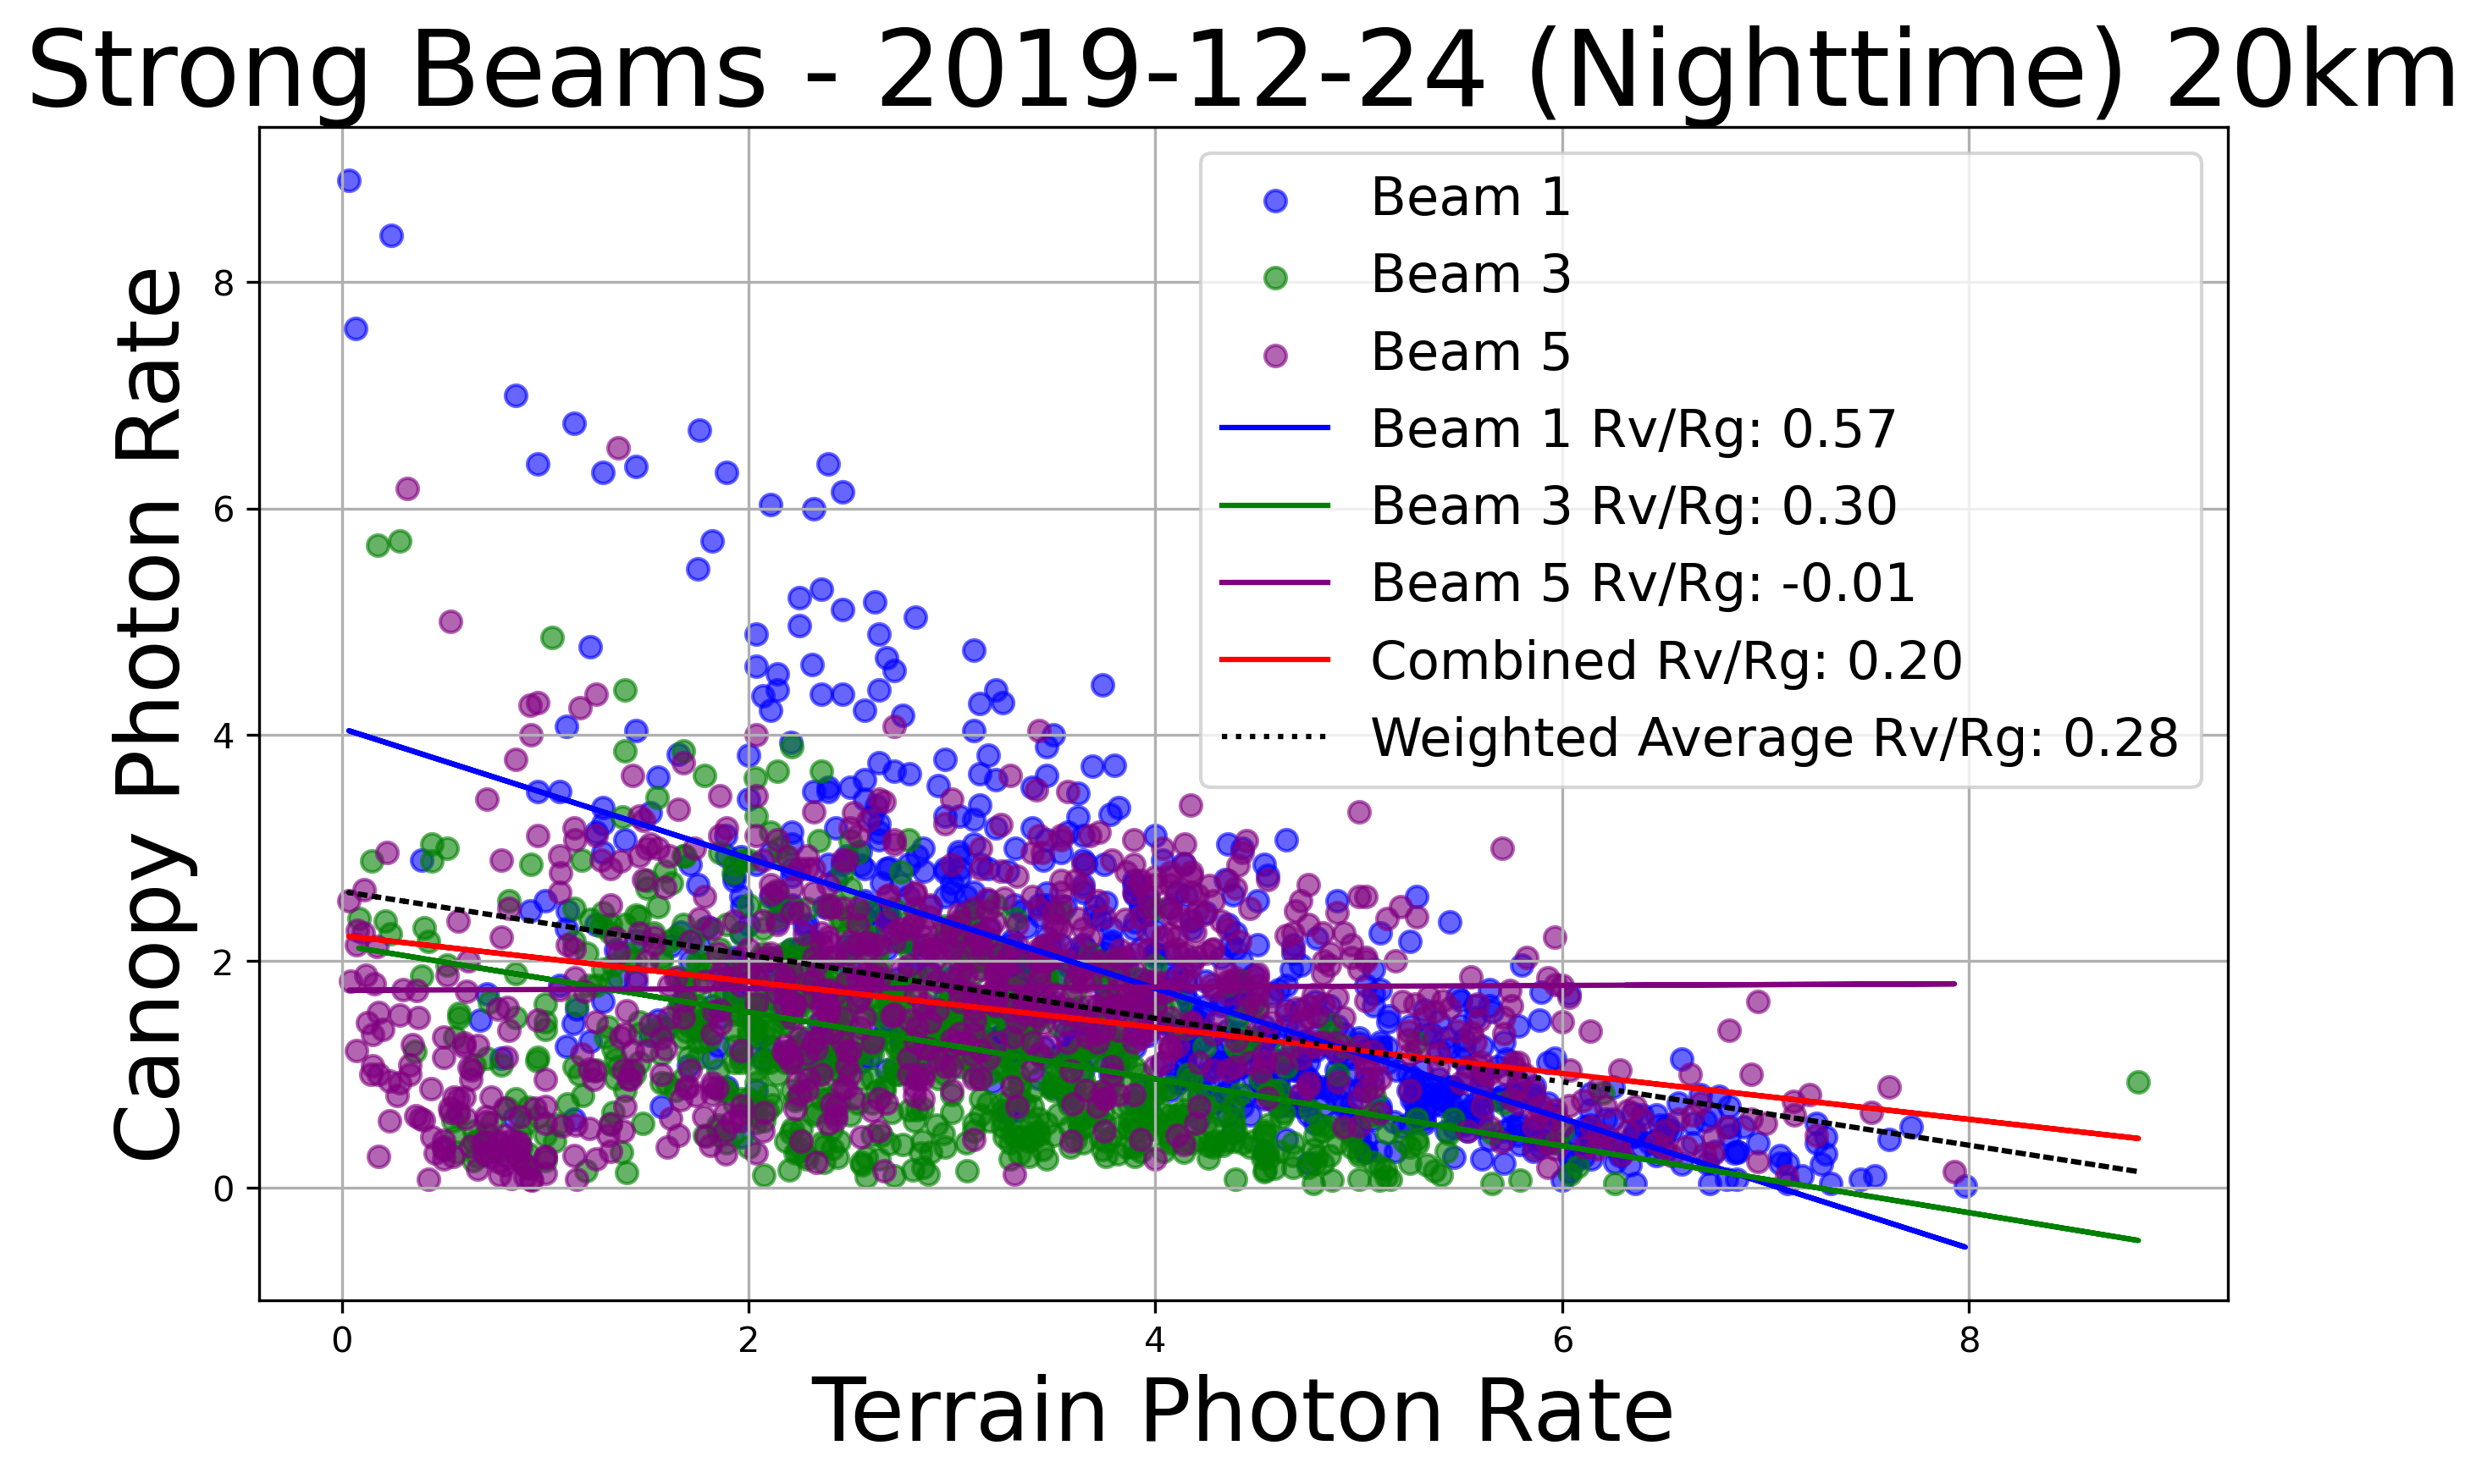 Strong Beams - 2019-12-24 (Nighttime) 20km
Canopy Photon Rate
8
6
4
2
0
Beam 1
Beam 3
Beam 5
Beam 1 Rv/Rg: 0.57
Beam 3 Rv/Rg: 0.30
Beam 5 Rv/Rg: -0.01
Combined Rv/Rg: 0.20
Weighted Average Rv/Rg: 0.28
0 2 4 6 8
Terrain Photon Rate